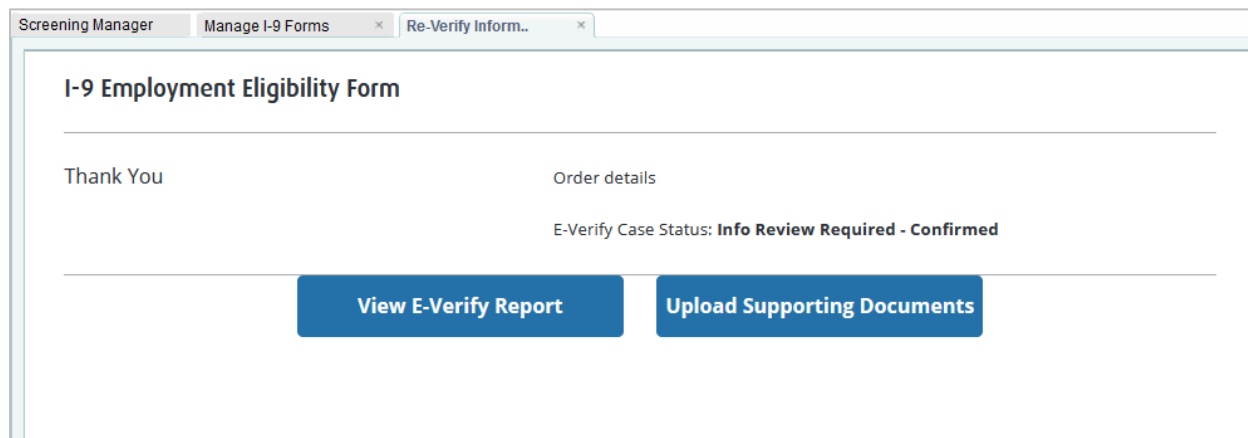 Screening Manager
Manage I-9 Forms ×
Re-Verify Inform.. ×
I-9 Employment Eligibility Form
Thank You
Order details
E-Verify Case Status: Info Review Required - Confirmed
View E-Verify Report
Upload Supporting Documents